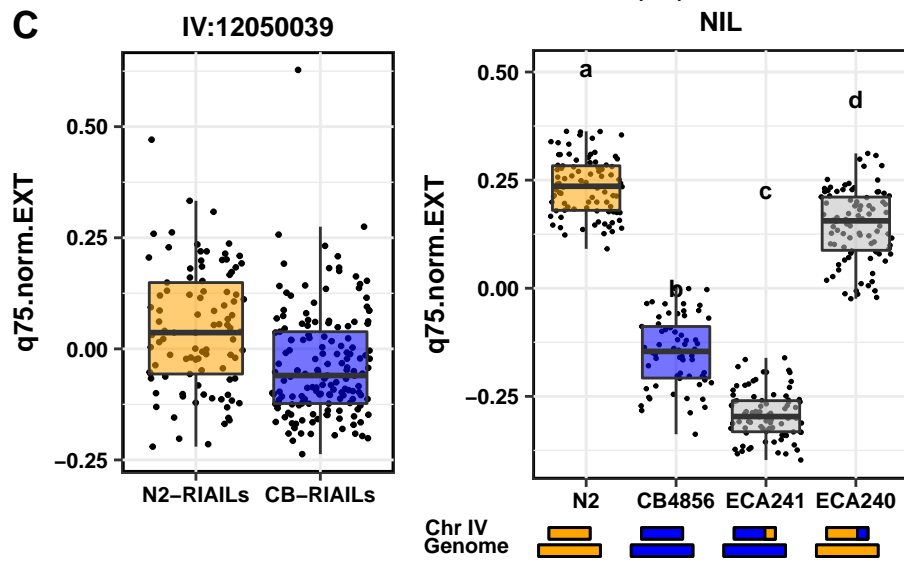 C
IV:12050039
q75.norm.EXT
0.50
0.25
0.00
−0.25
N2−RIAILs CB−RIAILs
NIL
q75.norm.EXT
0.50
0.25
0.00
−0.25
a
b
c
d
N2 CB4856 ECA241 ECA240
Chr IV
Genome